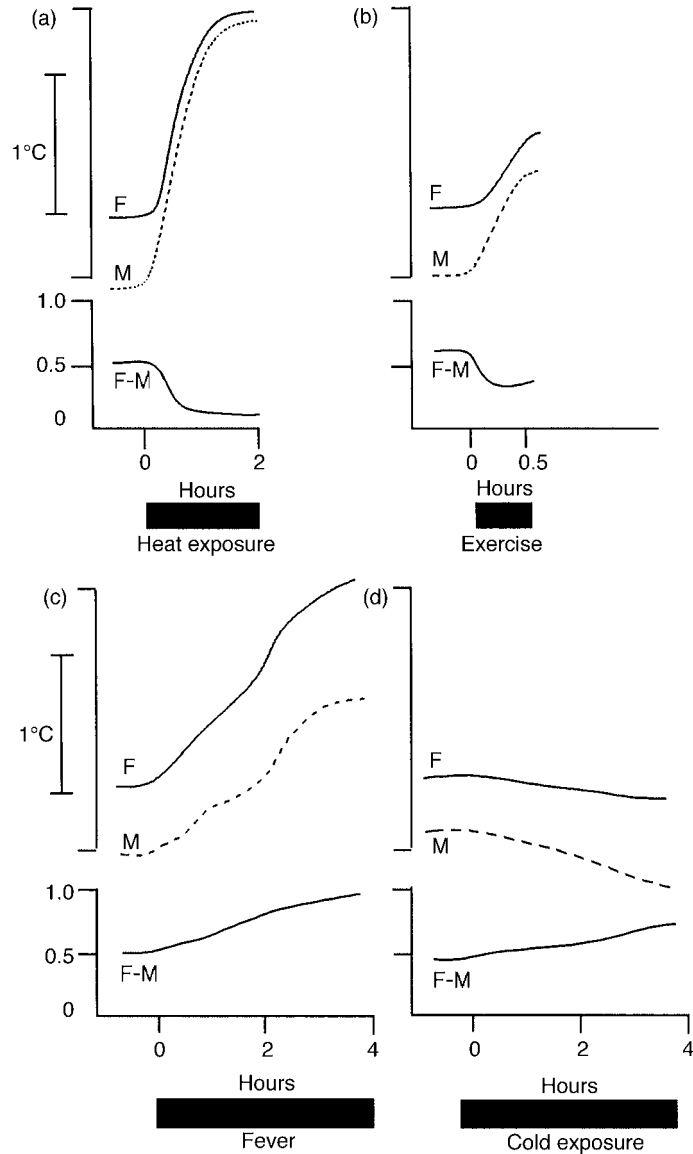 (a)
1°C
F
M
1.0
0.5
F-M
0
0
2
Hours
Heat exposure
(b)
F
M
F-M
0
0.5
Hours
Exercise
(c)
1°C
F
M
1.0
0.5
F-M
0
0
2
4
Hours
Fever
(d)
F
M
F-M
0
2
4
Hours
Cold exposure